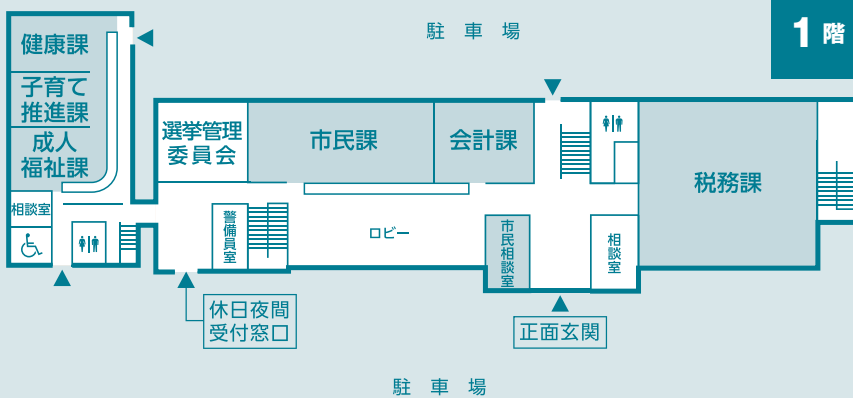 駐車場
1階
健康課
子育て
推進課
成人
福祉課
相談室
選挙管理
委員会
市民課
会計課
税務課
警備員室
ロビー
市民相談室
相談室
休日夜間
受付窓口
正面玄関
駐車場